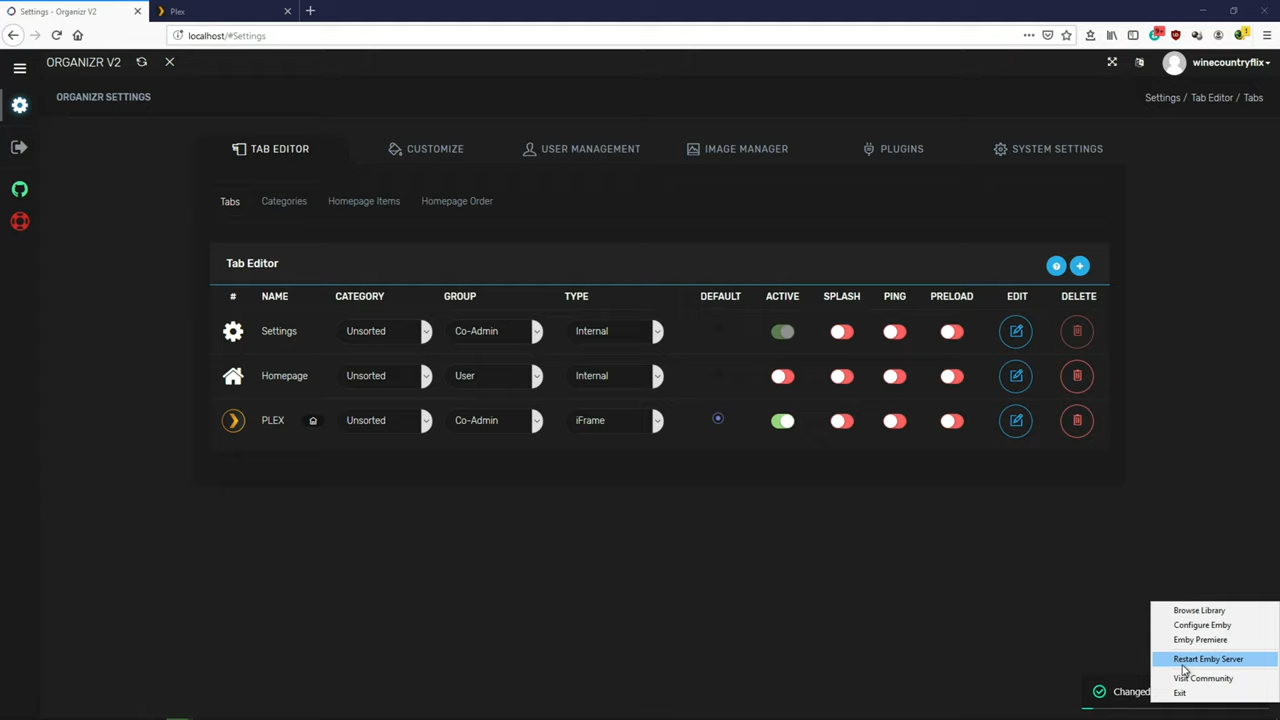 Settings - Organizr V2
Plex
localhost/#Settings
ORGANIZR V2
winecountryflix
ORGANIZR SETTINGS
Settings / Tab Editor / Tabs
TAB EDITOR
CUSTOMIZE
USER MANAGEMENT
IMAGE MANAGER
PLUGINS
SYSTEM SETTINGS
Tabs
Categories
Homepage Items
Homepage Order
Tab Editor
# NAME CATEGORY GROUP TYPE DEFAULT ACTIVE SPLASH PING PRELOAD EDIT DELETE
Settings Unsorted Co-Admin Internal
Homepage Unsorted User Internal
PLEX Unsorted Co-Admin iFrame
Browse Library
Configure Emby
Emby Premiere
Restart Emby Server
Visit Community
Exit
Changed